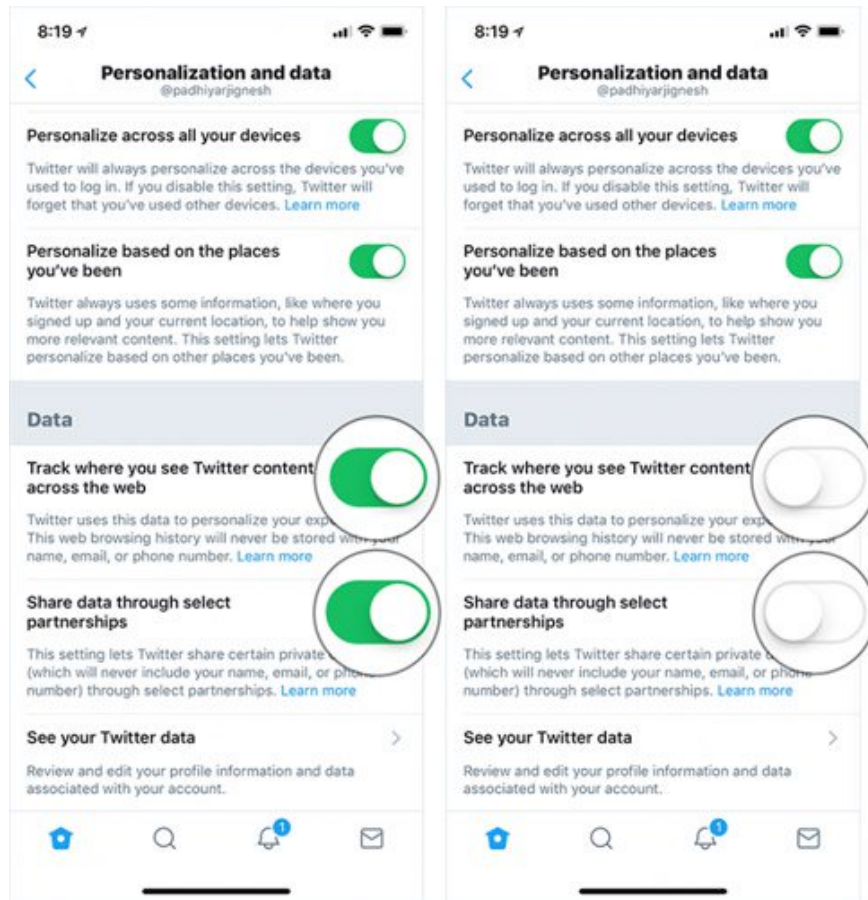 8:19
Personalization and data
@padhiyarjignesh
Personalize across all your devices
Twitter will always personalize across the devices you've
used to log in. If you disable this setting, Twitter will
forget that you've used other devices. Learn more
Personalize based on the places
you've been
Twitter always uses some information, like where you
signed up and your current location, to help show you
more relevant content. This setting lets Twitter
personalize based on other places you've been.
Data
Track where you see Twitter content
across the web
Twitter uses this data to personalize your
This web browsing history will never be stored with your
name, email, or phone number. Learn more
Share data through select
partnerships
This setting lets Twitter share certain private
(which will never include your name, email, or phone
number) through select partnerships. Learn more
See your Twitter data
Review and edit your profile information and data
associated with your account.
1
8:19
Personalization and data
@padhiyarjignesh
Personalize across all your devices
Twitter will always personalize across the devices you've
used to log in. If you disable this setting, Twitter will
forget that you've used other devices. Learn more
Personalize based on the places
you've been
Twitter always uses some information, like where you
signed up and your current location, to help show you
more relevant content. This setting lets Twitter
personalize based on other places you've been.
Data
Track where you see Twitter content
across the web
Twitter uses this data to personalize your
This web browsing history will never be stored with your
name, email, or phone number. Learn more
Share data through select
partnerships
This setting lets Twitter share certain private
(which will never include your name, email, or phone
number) through select partnerships. Learn more
See your Twitter data
Review and edit your profile information and data
associated with your account.
1